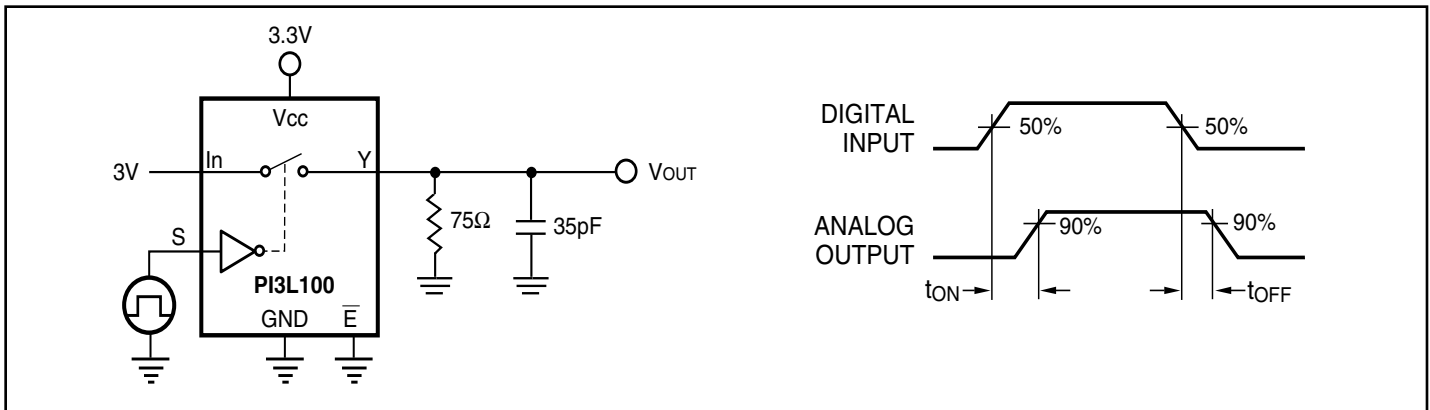 3.3V
Vcc
3V
In
Y
VOUT
75Ω
35pF
S
PI3L100
GND
E̅
DIGITAL
INPUT
50%
50%
ANALOG
OUTPUT
90%
90%
tON
tOFF